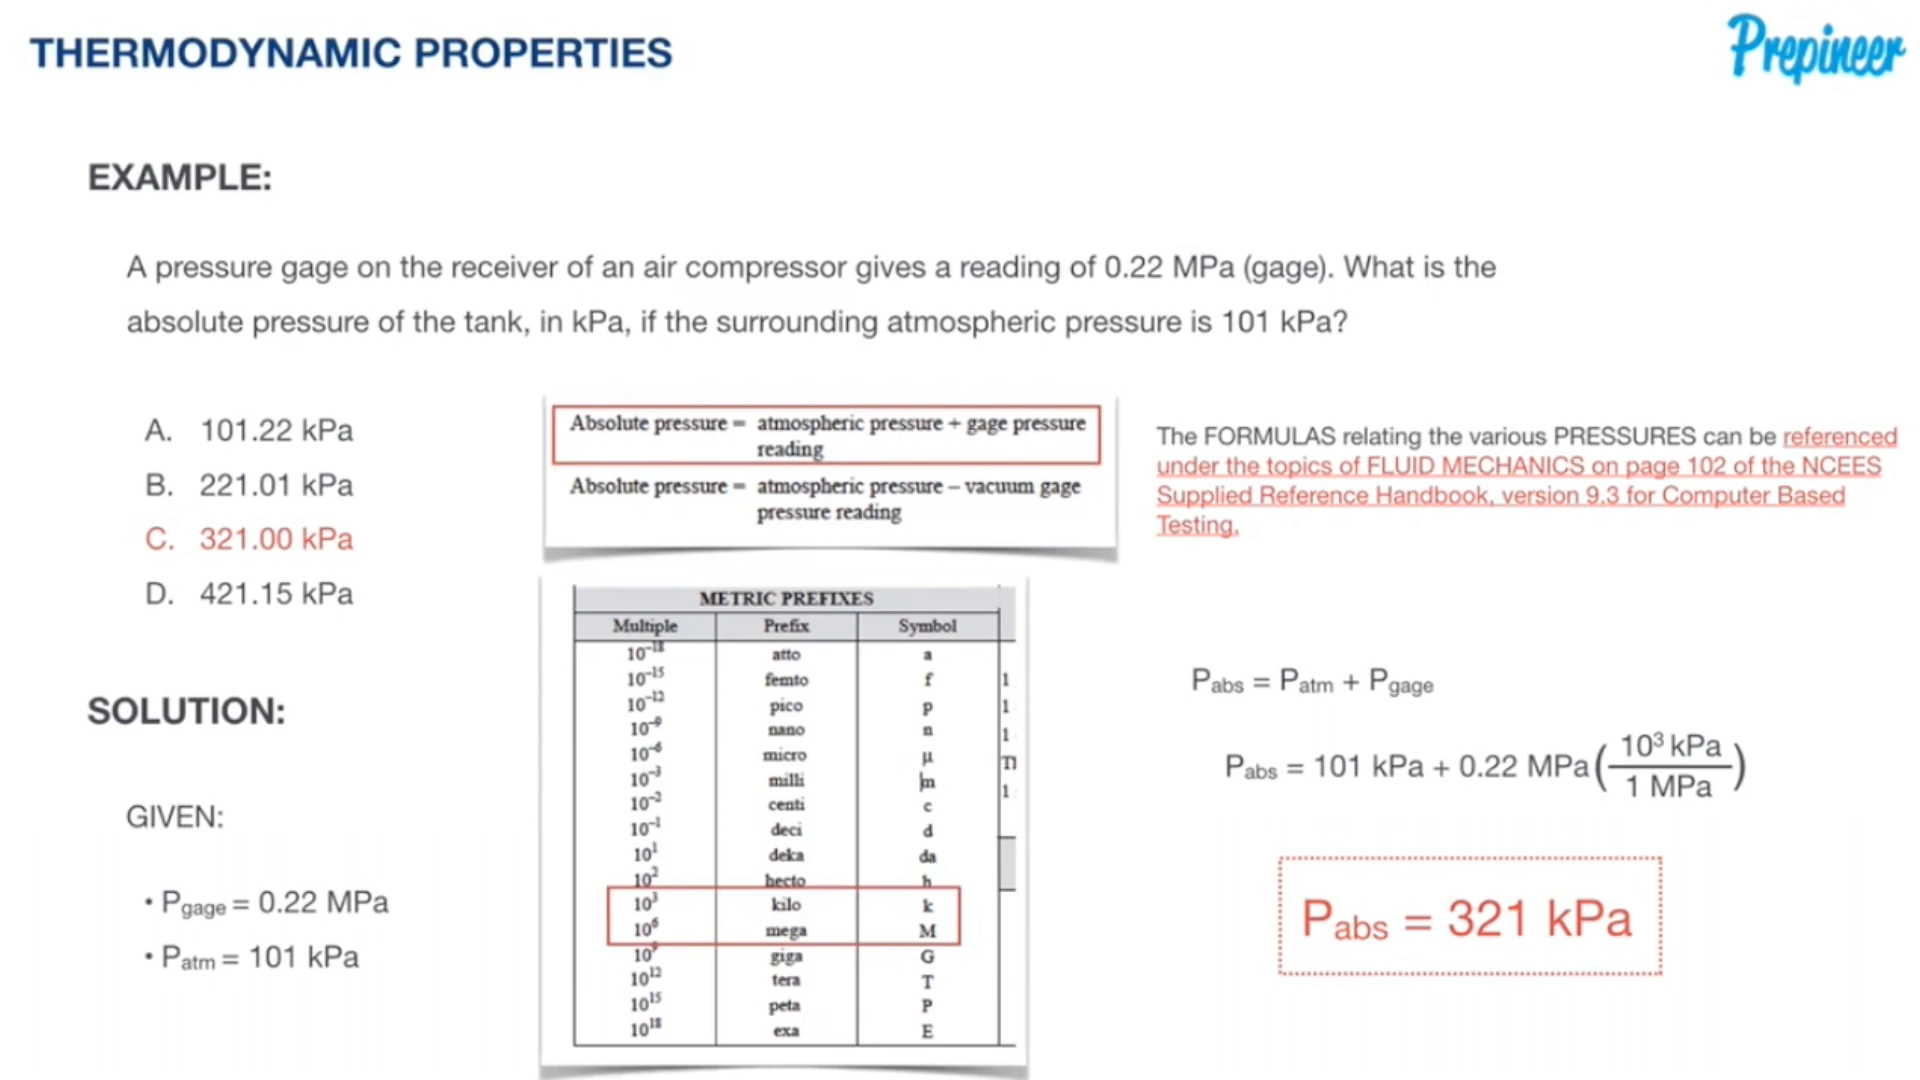 THERMODYNAMIC PROPERTIES
Prepineer
EXAMPLE:
A pressure gage on the receiver of an air compressor gives a reading of 0.22 MPa (gage). What is the
absolute pressure of the tank, in kPa, if the surrounding atmospheric pressure is 101 kPa?
A. 101.22 kPa
B. 221.01 kPa
C. 321.00 kPa
D. 421.15 kPa
Absolute pressure = atmospheric pressure + gage pressure
reading
Absolute pressure = atmospheric pressure – vacuum gage
pressure reading
The FORMULAS relating the various PRESSURES can be referenced
under the topics of FLUID MECHANICS on page 102 of the NCEES
Supplied Reference Handbook, version 9.3 for Computer Based
Testing.
METRIC PREFIXES
Multiple Prefix Symbol
10⁻¹⁸ atto a
10⁻¹⁵ femto f
10⁻¹² pico p
10⁻⁹ nano n
10⁻⁶ micro μ
10⁻³ milli m
10⁻² centi c
10⁻¹ deci d
10¹ deka da
10² hecto h
10³ kilo k
10⁶ mega M
10⁹ giga G
10¹² tera T
10¹⁵ peta P
10¹⁸ exa E
1
1
1
1
SOLUTION:
GIVEN:
• Pgage = 0.22 MPa
• Patm = 101 kPa
Pabs = Patm + Pgage
Pabs = 101 kPa + 0.22 MPa (10³ kPa / 1 MPa)
Pabs = 321 kPa